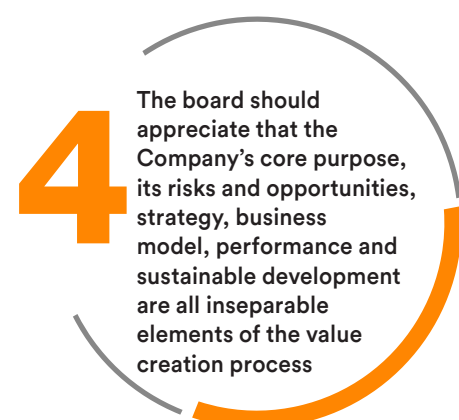 4
The board should
appreciate that the
Company’s core purpose,
its risks and opportunities,
strategy, business
model, performance and
sustainable development
are all inseparable
elements of the value
creation process